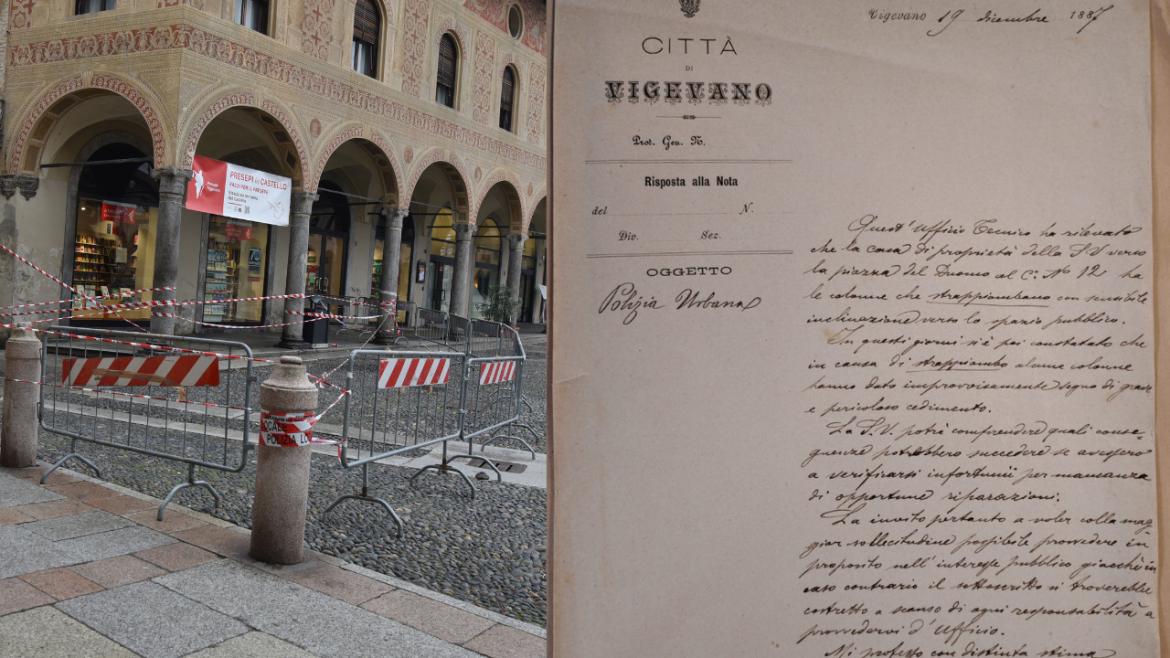 PRESEPI in CASTELLO
POLIZIA LO
Vigevano 19 dicembre 1887
CITTÀ
DI
VIGEVANO
Prot. Gen. N.
Risposta alla Nota
del N.
Div. Sez.
OGGETTO
Polizia Urbana
Quest' Ufficio Tecnico ha rilevato
che la casa di proprietà della S.V. verso
la piazza del Duomo al C.° N.° 12 ha
le colonne che strappiombano con sensibile
inclinazione verso lo spazio pubblico.
In questi giorni si è poi constatato che
in causa di strappiombo alcune colonne
hanno dato improvvisamente segno di grave
e pericoloso cedimento.
La S.V. potrà comprendere quali conse-
guenze potrebbero succedere se avessero
a verificarsi infortunii per mancanza
di opportune riparazioni.
La invito pertanto a voler colla mag-
gior sollecitudine possibile provvedere in
proposito nell'interesse pubblico giacchè in
caso contrario il sottoscritto si troverebbe
costretto a scanso di ogni responsabilità a
provvedervi d'Ufficio.
Mi professo con distinta stima